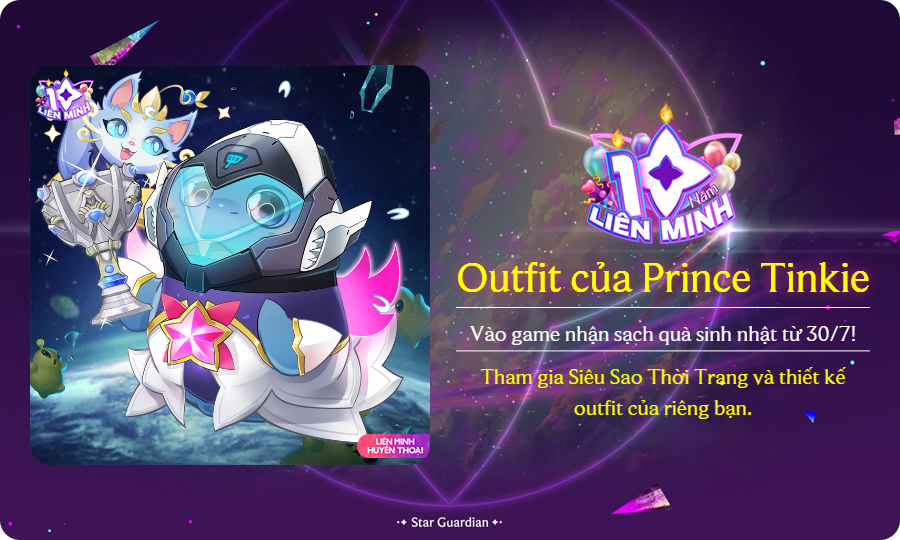 10
LIÊN MINH
LIÊN MINH
HUYỀN THOẠI
10
Năm
LIÊN MINH
Outfit của Prince Tinkie
Vào game nhận sạch quà sinh nhật từ 30/7!
Tham gia Siêu Sao Thời Trang và thiết kế
outfit của riêng bạn.
Star Guardian